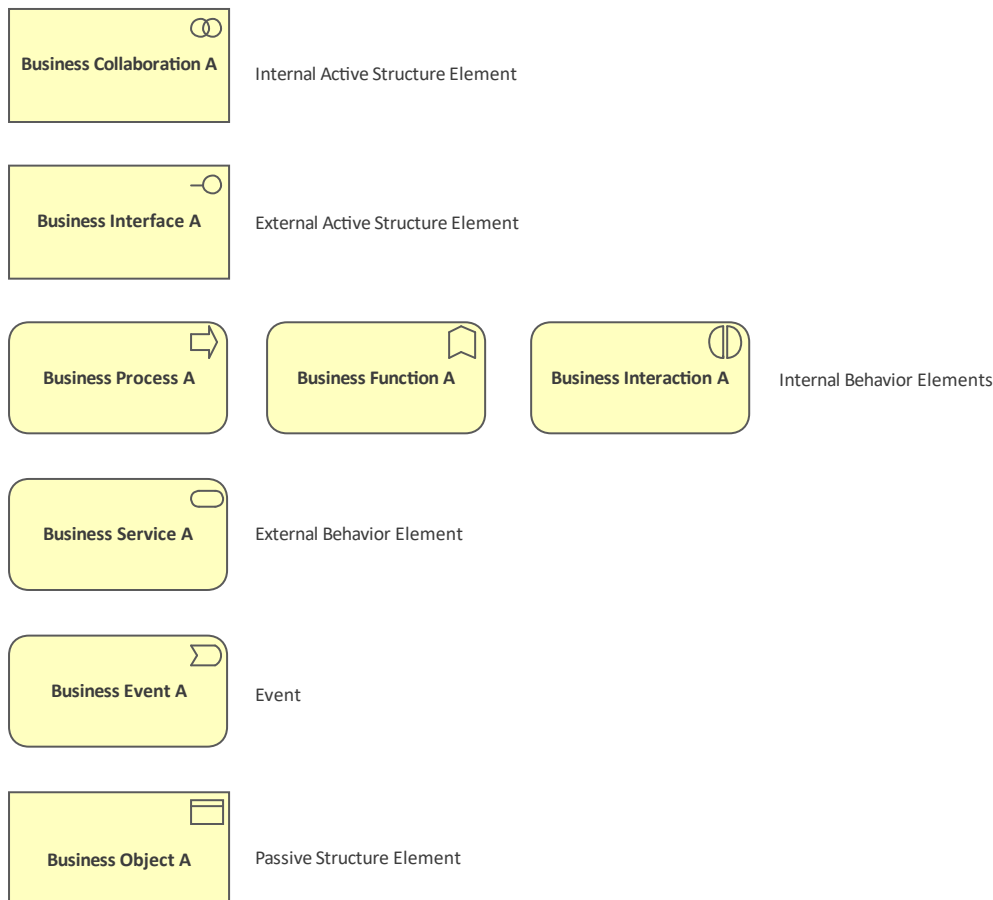 Business Collaboration A
Internal Active Structure Element
Business Interface A
External Active Structure Element
Business Process A
Business Function A
Business Interaction A
Internal Behavior Elements
Business Service A
External Behavior Element
Business Event A
Event
Business Object A
Passive Structure Element